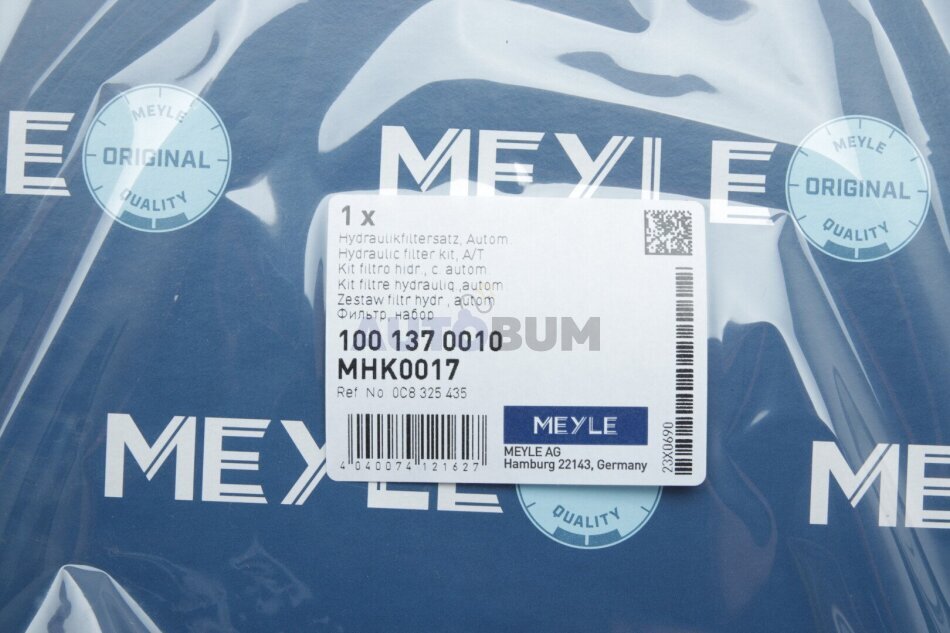 E
MEYLE
ORIGINAL
QUALITY
MEYLE
MEYLE
ORIGINAL
QUALITY
1 x
Hydraulikfiltersatz, Autom.
Hydraulic filter kit, A/T
Kit filtro hidr., c. autom.
Kit filtre hydrauliq.,autom
Zestaw filtr hydr., autom
Фильтр, набор
AUTOBUM
100 137 0010
MHK0017
Ref. No. 0C8 325 435
MEYLE
MEYLE AG
Hamburg 22143, Germany
4 040074 121627
23X0690
MEYLE
QUALITY
ME